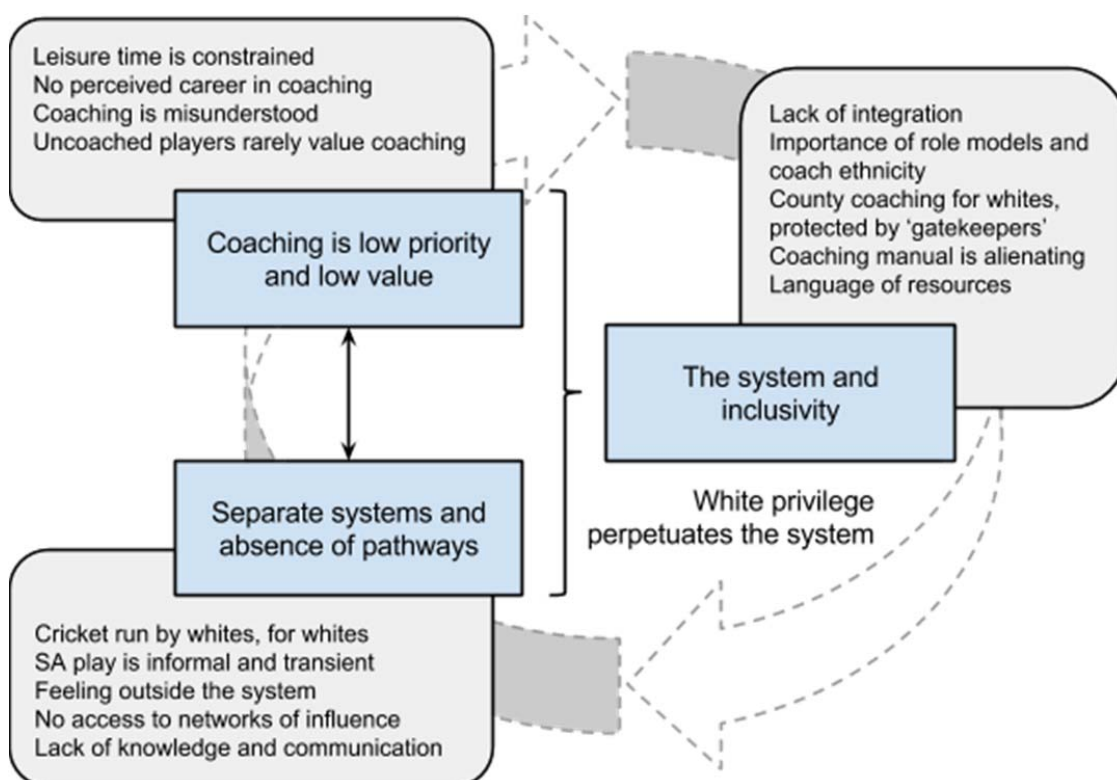 Leisure time is constrained
No perceived career in coaching
Coaching is misunderstood
Uncoached players rarely value coaching
Coaching is low priority
and low value
Separate systems and
absence of pathways
Cricket run by whites, for whites
SA play is informal and transient
Feeling outside the system
No access to networks of influence
Lack of knowledge and communication
Lack of integration
Importance of role models and
coach ethnicity
County coaching for whites,
protected by ‘gatekeepers’
Coaching manual is alienating
Language of resources
The system and
inclusivity
White privilege
perpetuates the system